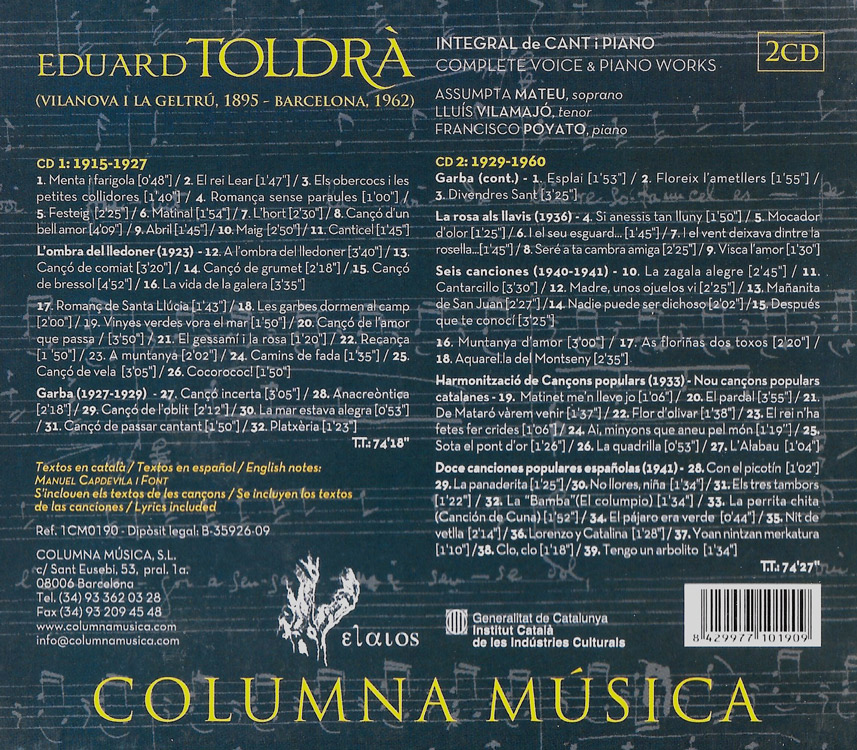 EDUARD TOLDRÀ
(VILANOVA I LA GELTRÚ, 1895 - BARCELONA, 1962)
INTEGRAL de CANT i PIANO
COMPLETE VOICE & PIANO WORKS
2CD
ASSUMPTA MATEU, soprano
LLUÍS VILAMAJÓ, tenor
FRANCISCO POYATO, piano
CD 1: 1915-1927
1. Menta i farigola [0'48"] / 2. El rei Lear [1'47"] / 3. Els obercocs i les
petites collidores [1'40"] / 4. Romança sense paraules [1'00"] /
5. Festeig [2'25"] / 6. Matinal [1'54"] / 7. L'hort [2'30"] / 8. Cançó d'un
bell amor [4'09"] / 9. Abril [1'45"] / 10. Maig [2'50"] / 11. Canticel [1'45"]
L'ombra del lledoner (1923) - 12. A l'ombra del lledoner [3'40"] / 13.
Cançó de comiat [3'20"] / 14. Cançó de grumet [2'18"] / 15. Cançó
de bressol [4'52"] / 16. La vida de la galera [3'35"]
17. Romanç de Santa Llúcia [1'43"] / 18. Les garbes dormen al camp
[2'00"] / 19. Vinyes verdes vora el mar [1'50"] / 20. Cançó de l'amor
que passa / [3'50"] / 21. El gessamí i la rosa [1'20"] / 22. Recança
[1 '50"] / 23. A muntanya [2'02"] / 24. Camins de fada [1'35"] / 25.
Cançó de vela [3'05"] / 26. Cocorococ! [1'50"]
Garba (1927-1929) - 27. Cançó incerta [3'05"] / 28. Anacreòntica
[2'18"] / 29. Cançó de l'oblit [2'12"] / 30. La mar estava alegra [0'53"]
/ 31. Cançó de passar cantant [1'50"] / 32. Platxèria [1'23"]
T.T.: 74'18"
Textos en català / Textos en español / English notes:
MANUEL CAPDEVILA I FONT
S'inclouen els textos de les cançons / Se incluyen los textos
de las canciones / Lyrics included
Ref. 1CM0190 - Dipòsit legal: B-35926-09
COLUMNA MÚSICA, S.L.
c/ Sant Eusebi, 53, pral. 1a.
08006 Barcelona
Tel. (34) 93 362 03 28
Fax (34) 93 209 45 48
www.columnamusica.com
info@columnamusica.com
elaios
CD 2: 1929-1960
Garba (cont.) - 1. Esplai [1'53"] / 2. Floreix l'ametllers [1'55"] /
3. Divendres Sant [3'25"]
La rosa als llavis (1936) - 4. Si anessis tan lluny [1'50"] / 5. Mocador
d'olor [1'25"] / 6. I el seu esguard... [1'45"] / 7. I el vent deixava dintre la
rosella...[1'45"] / 8. Seré a ta cambra amiga [2'25"] / 9. Visca l'amor [1'30"]
Seis canciones (1940-1941) - 10. La zagala alegre [2'45"] / 11.
Cantarcillo [3'30"] / 12. Madre, unos ojuelos vi [2'25"] / 13. Mañanita
de San Juan [2'27"] / 14. Nadie puede ser dichoso [2'02"] /15. Después
que te conocí [3'25"]
16. Muntanya d'amor [3'00"] / 17. As floriñas dos toxos [2'20"] /
18. Aquarel.la del Montseny [2'35"]
Harmonització de Cançons populars (1933) - Nou cançons populars
catalanes - 19. Matinet me'n llevo jo [1'06"] / 20. El pardal [3'55"] / 21.
De Mataró vàrem venir [1'37"] / 22. Flor d'olivar [1'38"] / 23. El rei n'ha
fetes fer crides [1'06"] / 24. Ai, minyons que aneu pel món [1'19"] / 25.
Sota el pont d'or [1'26"] / 26. La quadrilla [0'53"] / 27. L'Alabau [1'04"]
Doce canciones populares españolas (1941) - 28. Con el picotín [1'02"]
29. La panaderita [1'25"] /30. No llores, niña [1'34"] / 31. Els tres tambors
[1'22"] / 32. La "Bamba"(El columpio) [1'34"] / 33. La perrita chita
(Canción de Cuna) [1'52"] / 34. El pájaro era verde [0'44"] / 35. Nit de
vetlla [2'14"] / 36. Lorenzo y Catalina [1'28"] / 37. Yoan nintzan merkatura
[1'10"] /38. Clo, clo [1'18"] / 39. Tengo un arbolito [1'34"]
T.T.: 74'27"
Generalitat de Catalunya
Institut Català
de les Indústries Culturals
8 429977 101909
COLUMNA MÚSICA